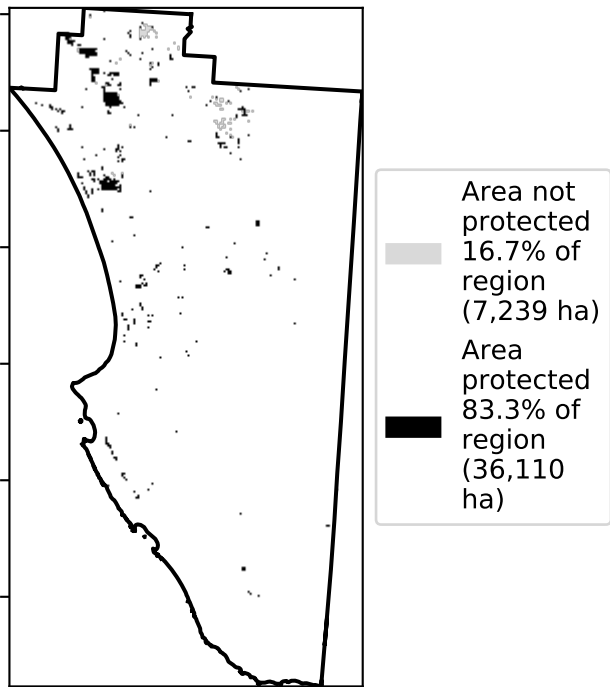 Area not
protected
16.7% of
region
(7,239 ha)
Area
protected
83.3% of
region
(36,110
ha)